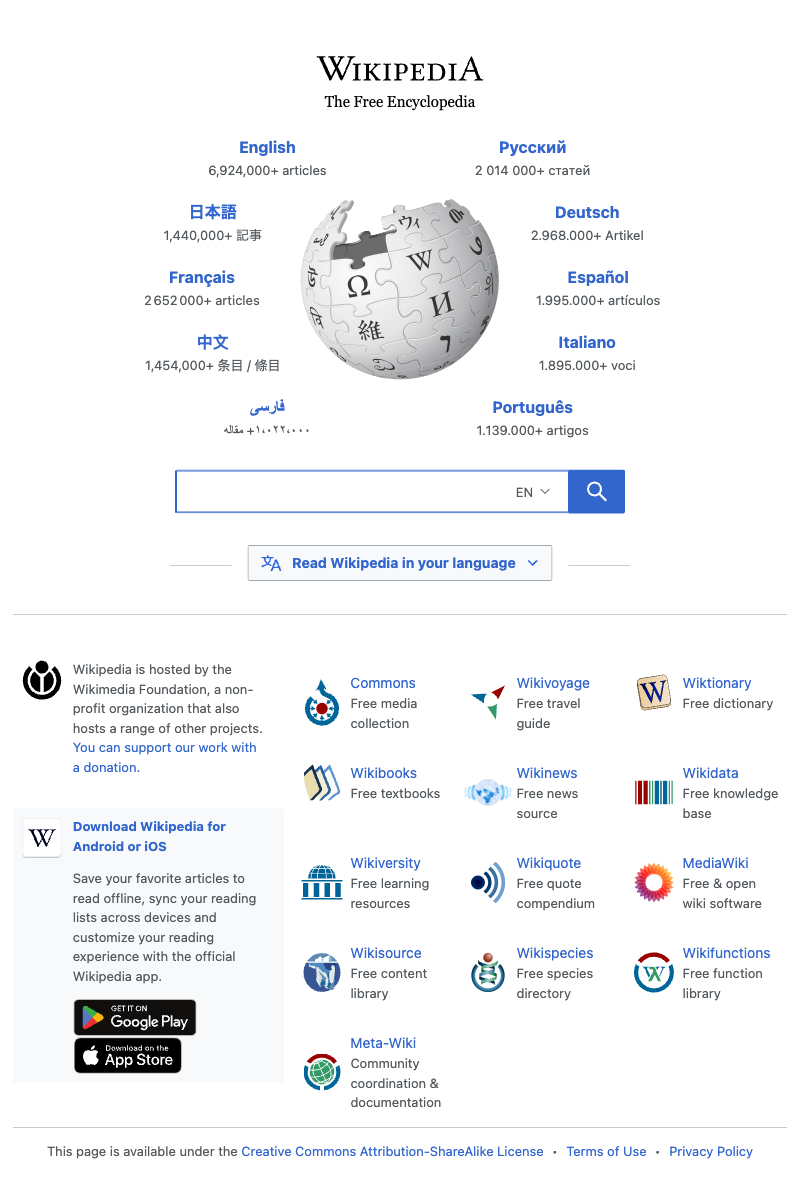 WIKIPEDIA
The Free Encyclopedia
English
6,924,000+ articles
Русский
2 014 000+ статей
日本語
1,440,000+ 記事
Deutsch
2.968.000+ Artikel
Français
2 652 000+ articles
Español
1.995.000+ artículos
中文
1,454,000+ 条目 / 條目
Italiano
1.895.000+ voci
فارسی
۱،۰۲۲،۰۰۰+ مقاله
Português
1.139.000+ artigos
Ω
W
И
維
ウィ
EN
Read Wikipedia in your language
Wikipedia is hosted by the
Wikimedia Foundation, a non-
profit organization that also
hosts a range of other projects.
You can support our work with
a donation.
W
Download Wikipedia for
Android or iOS
Save your favorite articles to
read offline, sync your reading
lists across devices and
customize your reading
experience with the official
Wikipedia app.
GET IT ON
Google Play
Download on the
App Store
Commons
Free media
collection
Wikivoyage
Free travel
guide
W
Wiktionary
Free dictionary
Wikibooks
Free textbooks
Wikinews
Free news
source
Wikidata
Free knowledge
base
Wikiversity
Free learning
resources
Wikiquote
Free quote
compendium
MediaWiki
Free & open
wiki software
Wikisource
Free content
library
Wikispecies
Free species
directory
Wikifunctions
Free function
library
Meta-Wiki
Community
coordination &
documentation
This page is available under the Creative Commons Attribution-ShareAlike License • Terms of Use • Privacy Policy